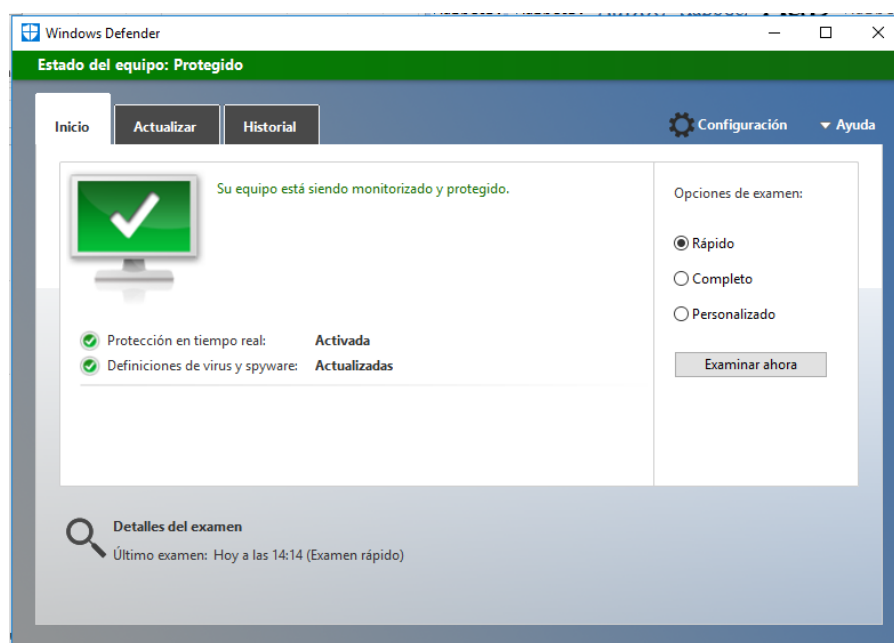 Windows Defender
Estado del equipo: Protegido
Inicio
Actualizar
Historial
Configuración
Ayuda
Su equipo está siendo monitorizado y protegido.
Protección en tiempo real: Activada
Definiciones de virus y spyware: Actualizadas
Opciones de examen:
Rápido
Completo
Personalizado
Examinar ahora
Detalles del examen
Último examen: Hoy a las 14:14 (Examen rápido)